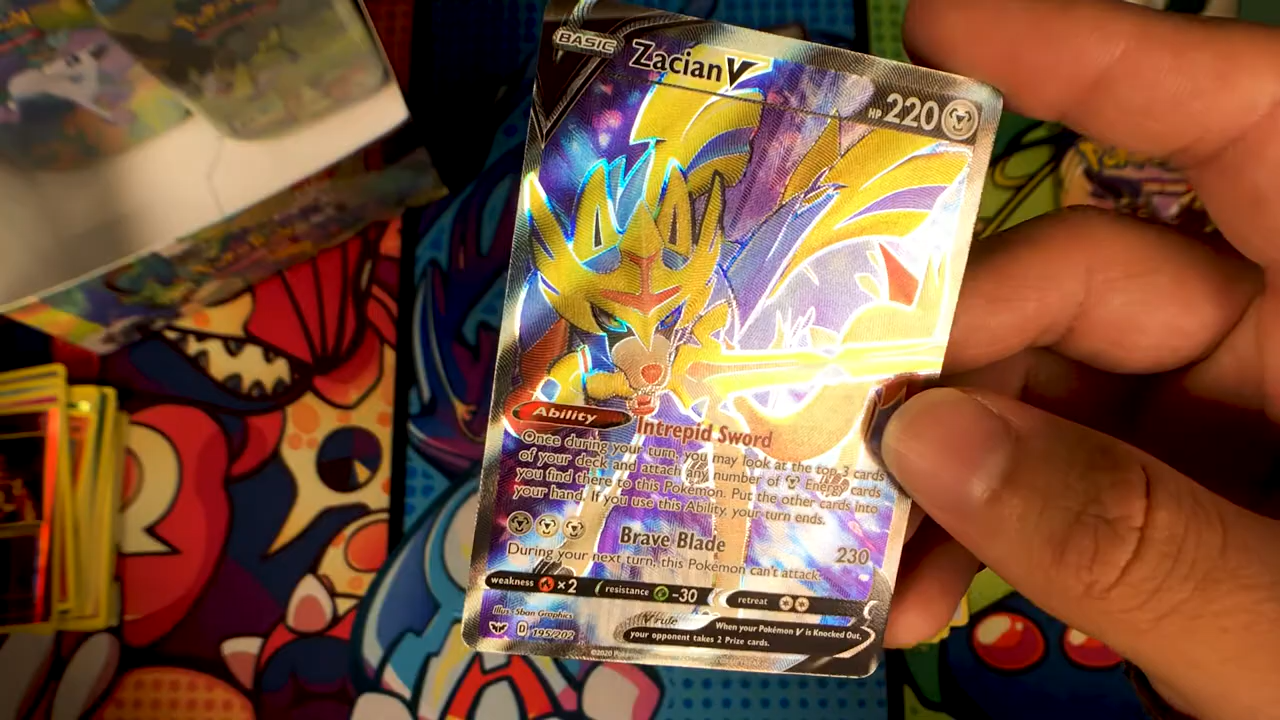 BASIC
Zacian V
HP 220
Ability
Intrepid Sword
Once during your turn, you may look at the top 3 cards
of your deck and attach any number of Energy cards
you find there to this Pokémon. Put the other cards into
your hand. If you use this Ability, your turn ends.
Brave Blade
230
During your next turn, this Pokémon can't attack.
weakness ×2 resistance -30 retreat
Illus. 5ban Graphics
D 195/202
V rule
When your Pokémon V is Knocked Out,
your opponent takes 2 Prize cards.
©2020